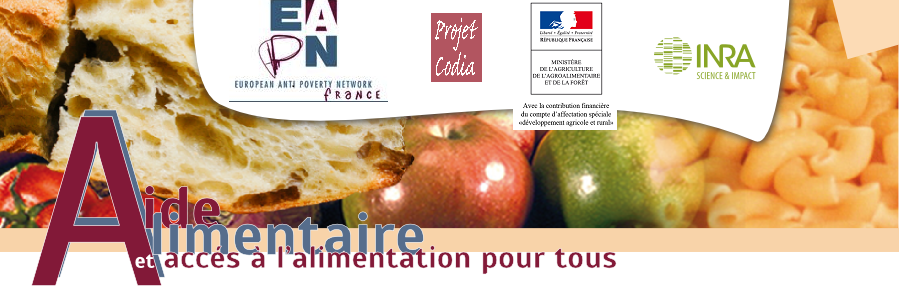 EAPN
EUROPEAN ANTI POVERTY NETWORK
FRANCE
Projet
Codia
Liberté • Égalité • Fraternité
RÉPUBLIQUE FRANÇAISE
MINISTÈRE
DE L'AGRICULTURE
DE L'AGROALIMENTAIRE
ET DE LA FORÊT
Avec la contribution financière
du compte d'affectation spéciale
«développement agricole et rural»
INRA
SCIENCE & IMPACT
Aide
Alimentaire
et accès à l'alimentation pour tous